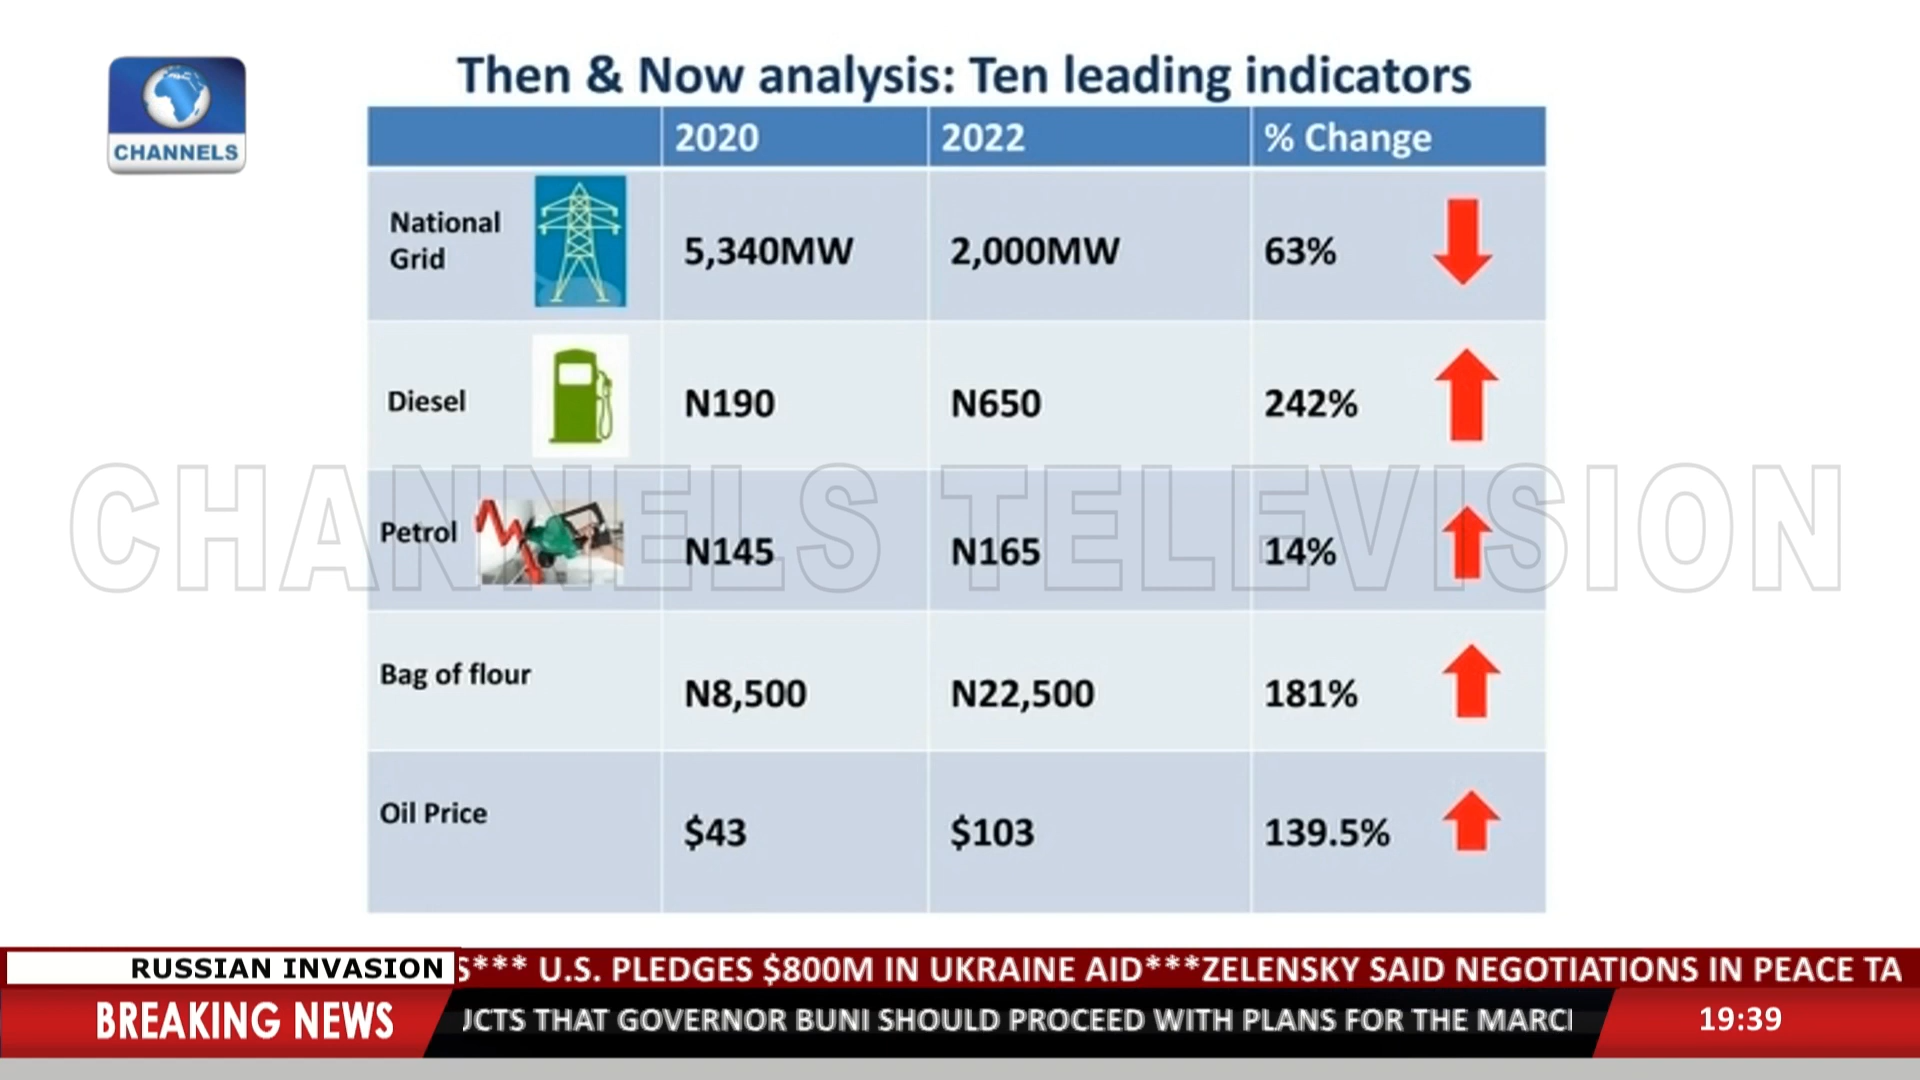 CHANNELS
Then & Now analysis: Ten leading indicators
2020 2022 % Change
National
Grid
5,340MW 2,000MW 63%
Diesel N190 N650 242%
Petrol N145 N165 14%
Bag of flour N8,500 N22,500 181%
Oil Price $43 $103 139.5%
CHANNELS TELEVISION
RUSSIAN INVASION S*** U.S. PLEDGES $800M IN UKRAINE AID***ZELENSKY SAID NEGOTIATIONS IN PEACE TA
BREAKING NEWS UCTS THAT GOVERNOR BUNI SHOULD PROCEED WITH PLANS FOR THE MARCH 19:39